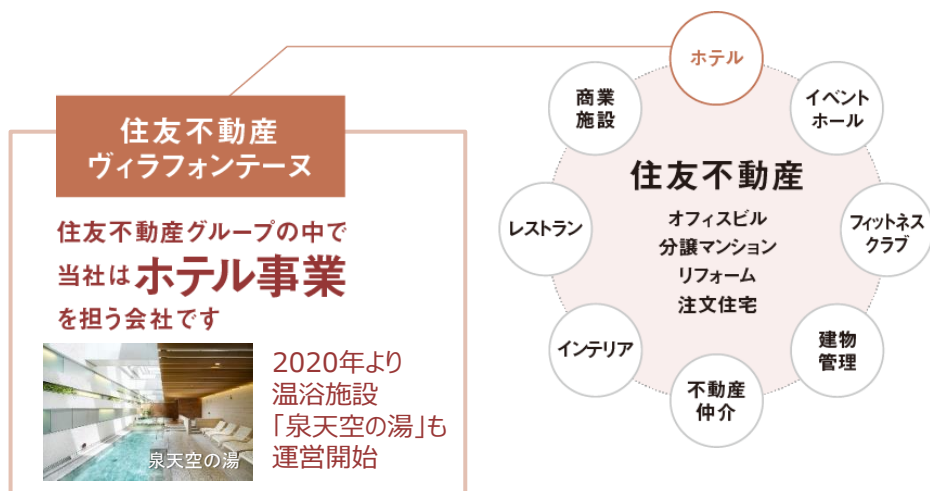 住友不動産
ヴィラフォンテーヌ
住友不動産グループの中で
当社はホテル事業
を担う会社です
2020年より
温浴施設
「泉天空の湯」も
運営開始
泉天空の湯
ホテル
イベント
ホール
フィットネス
クラブ
建物
管理
不動産
仲介
インテリア
レストラン
商業
施設
住友不動産
オフィスビル
分譲マンション
リフォーム
注文住宅